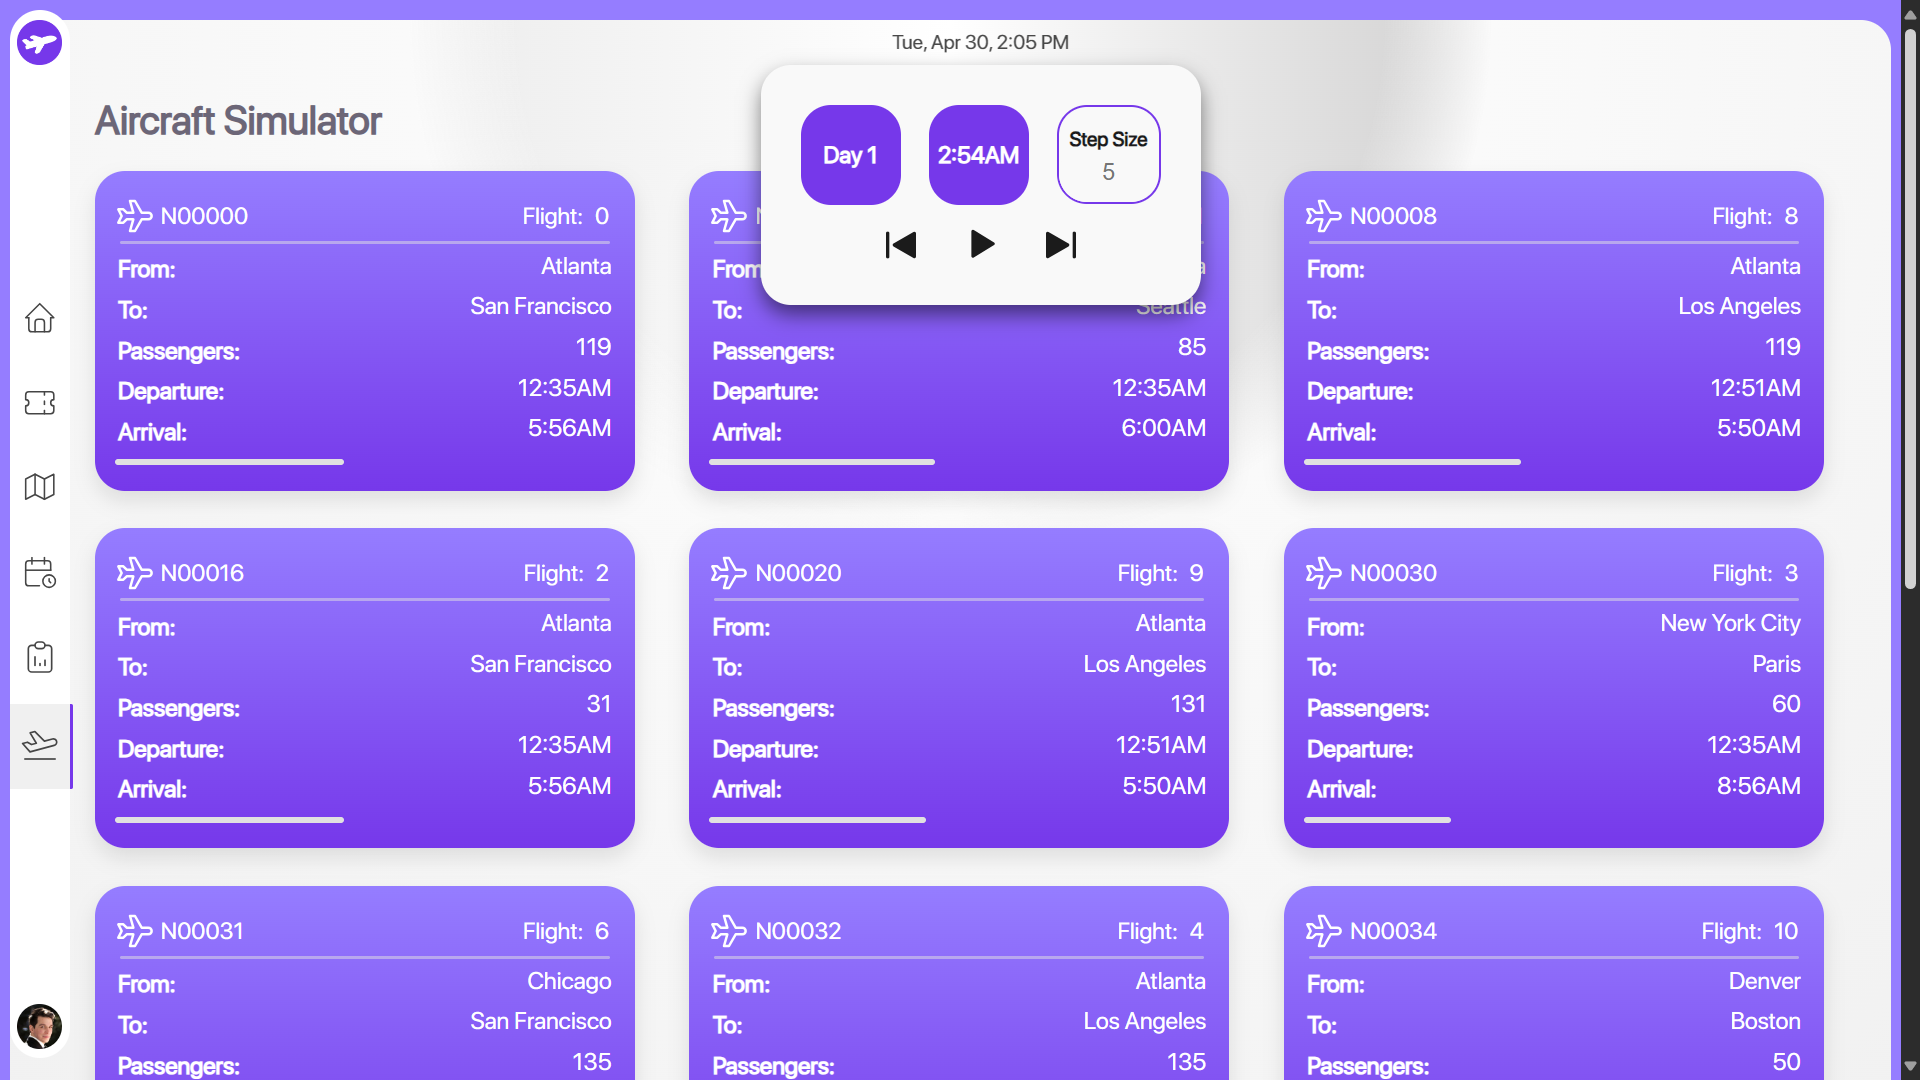 Tue, Apr 30, 2:05 PM
Aircraft Simulator
Day 1
2:54AM
Step Size
5
N00000 Flight: 0
From: Atlanta
To: San Francisco
Passengers: 119
Departure: 12:35AM
Arrival: 5:56AM
From
To: Seattle
Passengers: 85
Departure: 12:35AM
Arrival: 6:00AM
N00008 Flight: 8
From: Atlanta
To: Los Angeles
Passengers: 119
Departure: 12:51AM
Arrival: 5:50AM
N00016 Flight: 2
From: Atlanta
To: San Francisco
Passengers: 31
Departure: 12:35AM
Arrival: 5:56AM
N00020 Flight: 9
From: Atlanta
To: Los Angeles
Passengers: 131
Departure: 12:51AM
Arrival: 5:50AM
N00030 Flight: 3
From: New York City
To: Paris
Passengers: 60
Departure: 12:35AM
Arrival: 8:56AM
N00031 Flight: 6
From: Chicago
To: San Francisco
Passengers: 135
N00032 Flight: 4
From: Atlanta
To: Los Angeles
Passengers: 135
N00034 Flight: 10
From: Denver
To: Boston
Passengers: 50